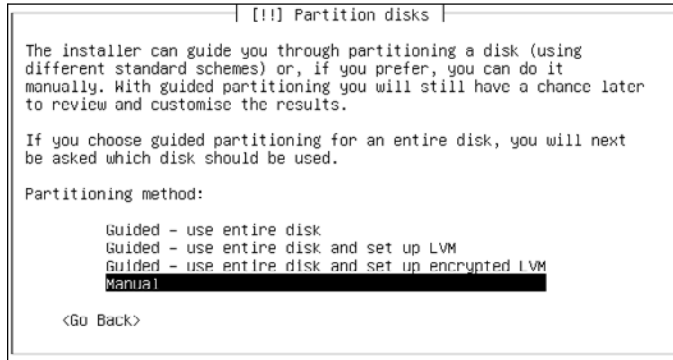 [!!] Partition disks
The installer can guide you through partitioning a disk (using
different standard schemes) or, if you prefer, you can do it
manually. With guided partitioning you will still have a chance later
to review and customise the results.
If you choose guided partitioning for an entire disk, you will next
be asked which disk should be used.
Partitioning method:
Guided – use entire disk
Guided – use entire disk and set up LVM
Guided – use entire disk and set up encrypted LVM
Manual
<Go Back>